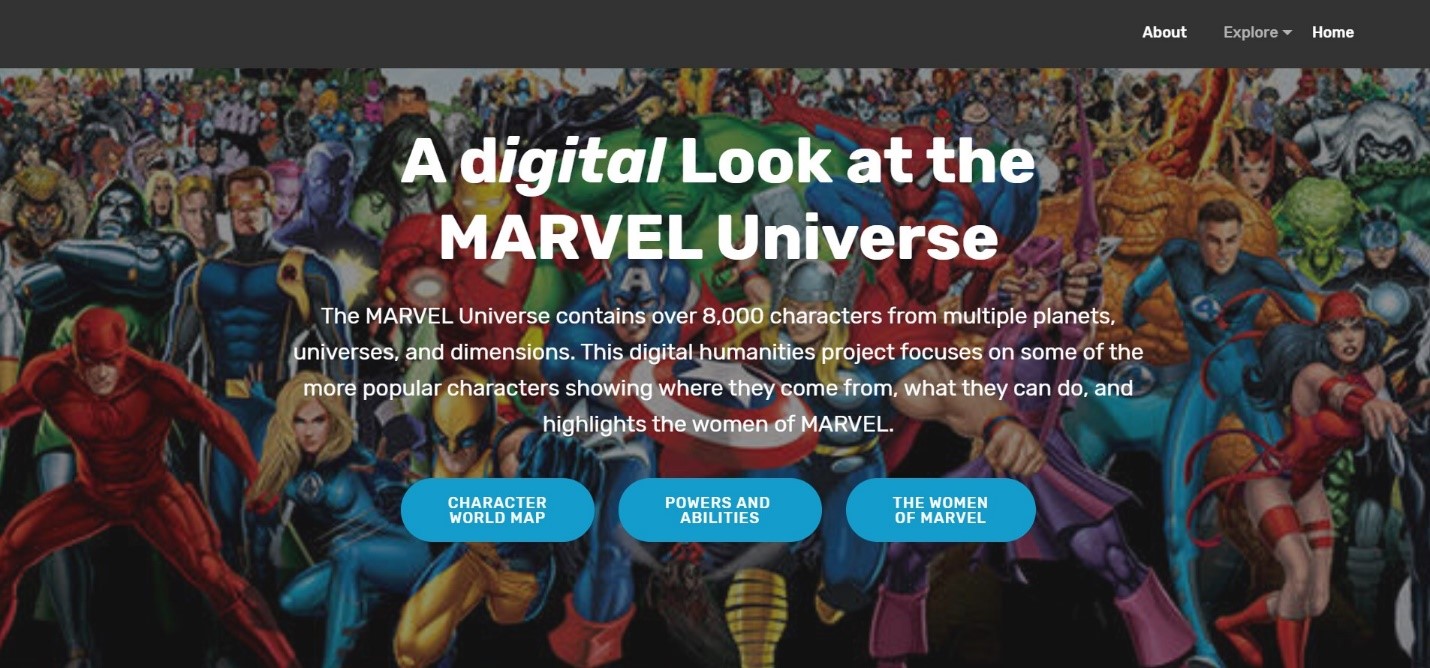 About Explore Home
A digital Look at the
MARVEL Universe
The MARVEL Universe contains over 8,000 characters from multiple planets,
universes, and dimensions. This digital humanities project focuses on some of the
more popular characters showing where they come from, what they can do, and
highlights the women of MARVEL.
CHARACTER
WORLD MAP
POWERS AND
ABILITIES
THE WOMEN
OF MARVEL